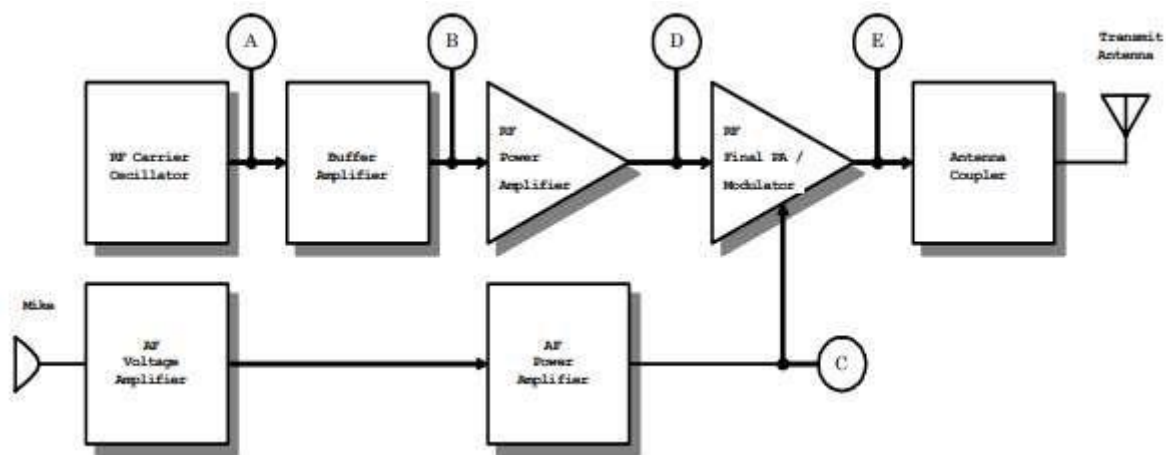 A
B
D
E
Transmit
Antenna
RF Carrier
Oscillator
Buffer
Amplifier
RF
Power
Amplifier
RF
Final PA /
Modulator
Antenna
Coupler
Mike
AF
Voltage
Amplifier
AF
Power
Amplifier
C